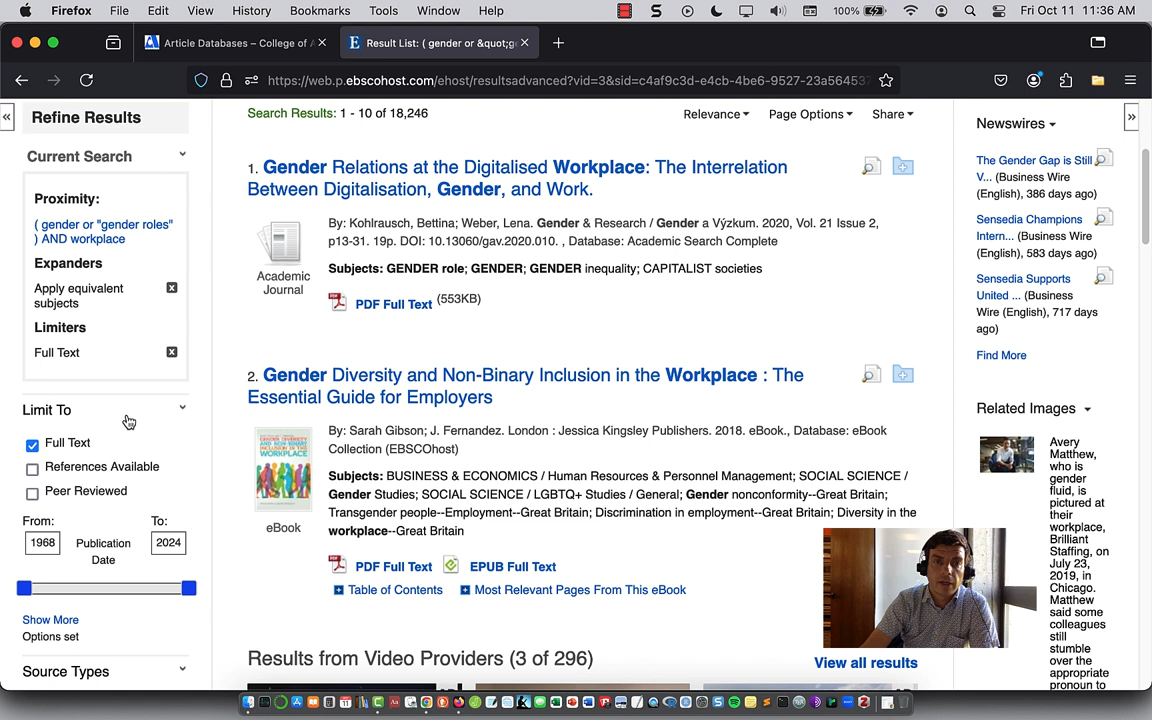 Firefox File Edit View History Bookmarks Tools Window Help 100% Fri Oct 11 11:36 AM
Article Databases – College of A
Result List: ( gender or &quot;g
https://web.p.ebscohost.com/ehost/resultsadvanced?vid=3&sid=c4af9c3d-e4cb-4be6-9527-23a564537
Refine Results
Current Search
Proximity:
( gender or "gender roles"
) AND workplace
Expanders
Apply equivalent
subjects
Limiters
Full Text
Limit To
Full Text
References Available
Peer Reviewed
From: To:
1968 Publication 2024
Date
Show More
Options set
Source Types
Search Results: 1 - 10 of 18,246
Relevance Page Options Share
1. Gender Relations at the Digitalised Workplace: The Interrelation
Between Digitalisation, Gender, and Work.
By: Kohlrausch, Bettina; Weber, Lena. Gender & Research / Gender a Výzkum. 2020, Vol. 21 Issue 2,
p13-31. 19p. DOI: 10.13060/gav.2020.010. , Database: Academic Search Complete
Academic
Journal
Subjects: GENDER role; GENDER; GENDER inequality; CAPITALIST societies
PDF Full Text (553KB)
2. Gender Diversity and Non-Binary Inclusion in the Workplace : The
Essential Guide for Employers
By: Sarah Gibson; J. Fernandez. London : Jessica Kingsley Publishers. 2018. eBook., Database: eBook
Collection (EBSCOhost)
GENDER DIVERSITY
AND NON-BINARY
INCLUSION IN THE
WORKPLACE
eBook
Subjects: BUSINESS & ECONOMICS / Human Resources & Personnel Management; SOCIAL SCIENCE /
Gender Studies; SOCIAL SCIENCE / LGBTQ+ Studies / General; Gender nonconformity--Great Britain;
Transgender people--Employment--Great Britain; Discrimination in employment--Great Britain; Diversity in the
workplace--Great Britain
PDF Full Text EPUB Full Text
Table of Contents Most Relevant Pages From This eBook
Results from Video Providers (3 of 296)
View all results
Newswires
The Gender Gap is Still
V... (Business Wire
(English), 386 days ago)
Sensedia Champions
Intern... (Business Wire
(English), 583 days ago)
Sensedia Supports
United ... (Business
Wire (English), 717 days
ago)
Find More
Related Images
Avery
Matthew,
who is
gender
fluid, is
pictured at
their
workplace,
Brilliant
Staffing, on
July 23,
2019, in
Chicago.
Matthew
said some
colleagues
still
stumble
over the
appropriate
pronoun to